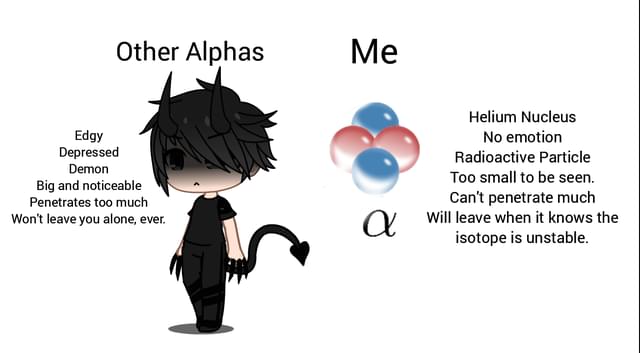 Other Alphas
Edgy
Depressed
Demon
Big and noticeable
Penetrates too much
Won't leave you alone, ever.
Me
α
Helium Nucleus
No emotion
Radioactive Particle
Too small to be seen.
Can't penetrate much
Will leave when it knows the
isotope is unstable.